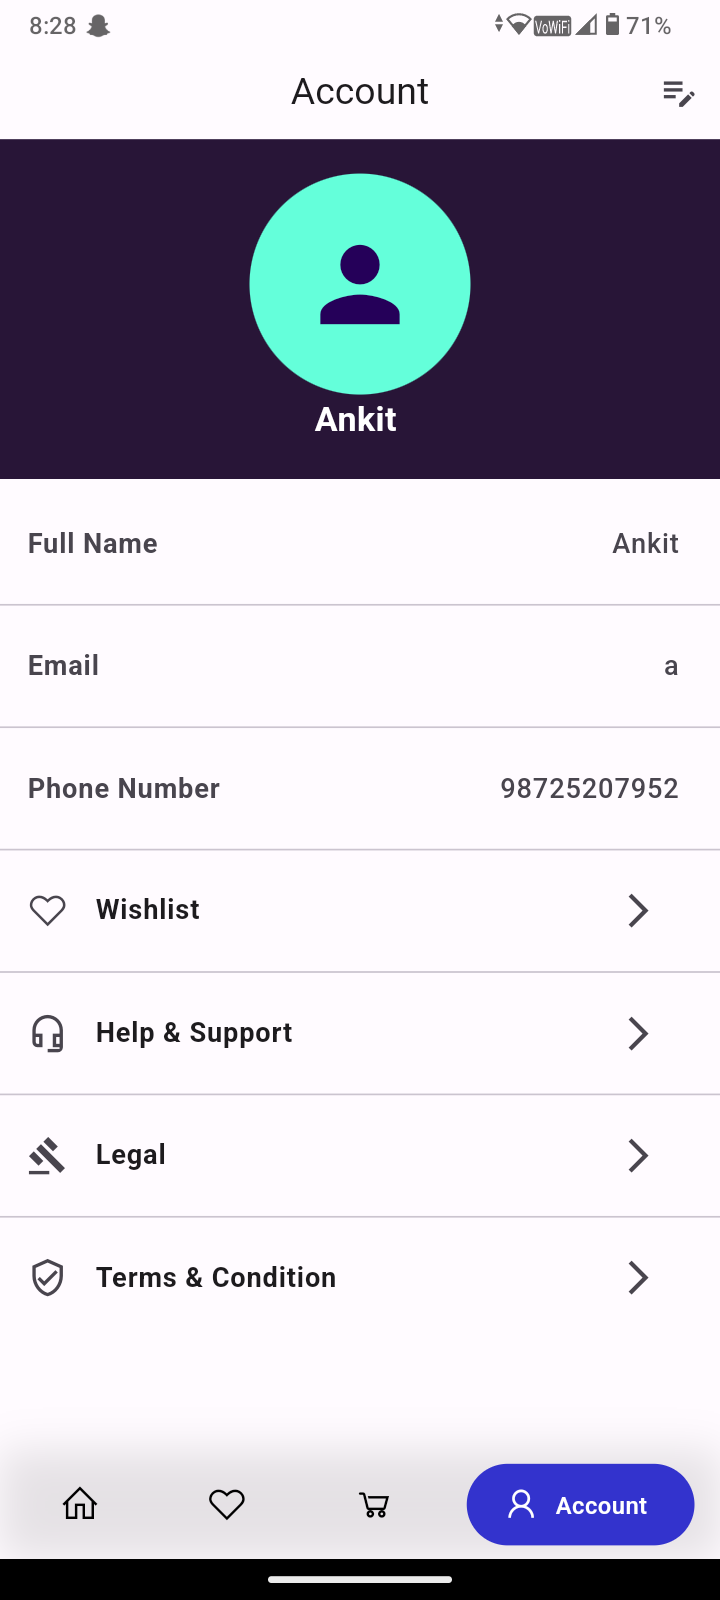 8:28 VoWiFi 71%
Account
Ankit
Full Name Ankit
Email a
Phone Number 98725207952
Wishlist
Help & Support
Legal
Terms & Condition
Account